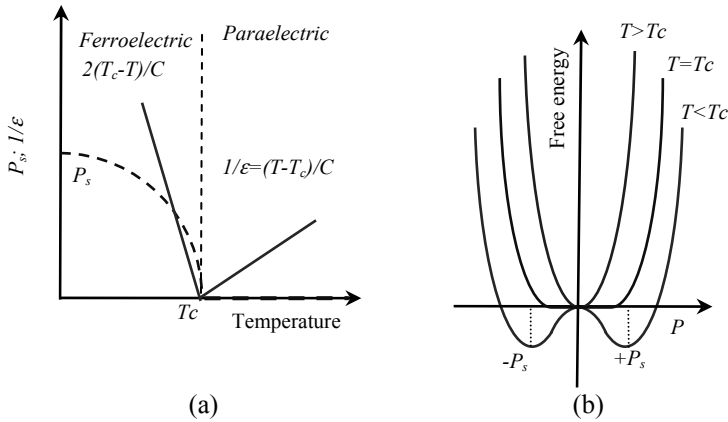 Ferroelectric
2(Tc-T)/C
Paraelectric
Ps; 1/ε
Ps
1/ε=(T-Tc)/C
Tc
Temperature
(a)
Free energy
T>Tc
T=Tc
T<Tc
P
-Ps
+Ps
(b)